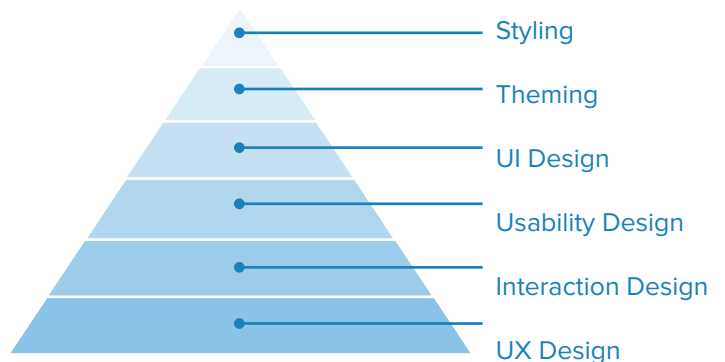 Styling
Theming
UI Design
Usability Design
Interaction Design
UX Design